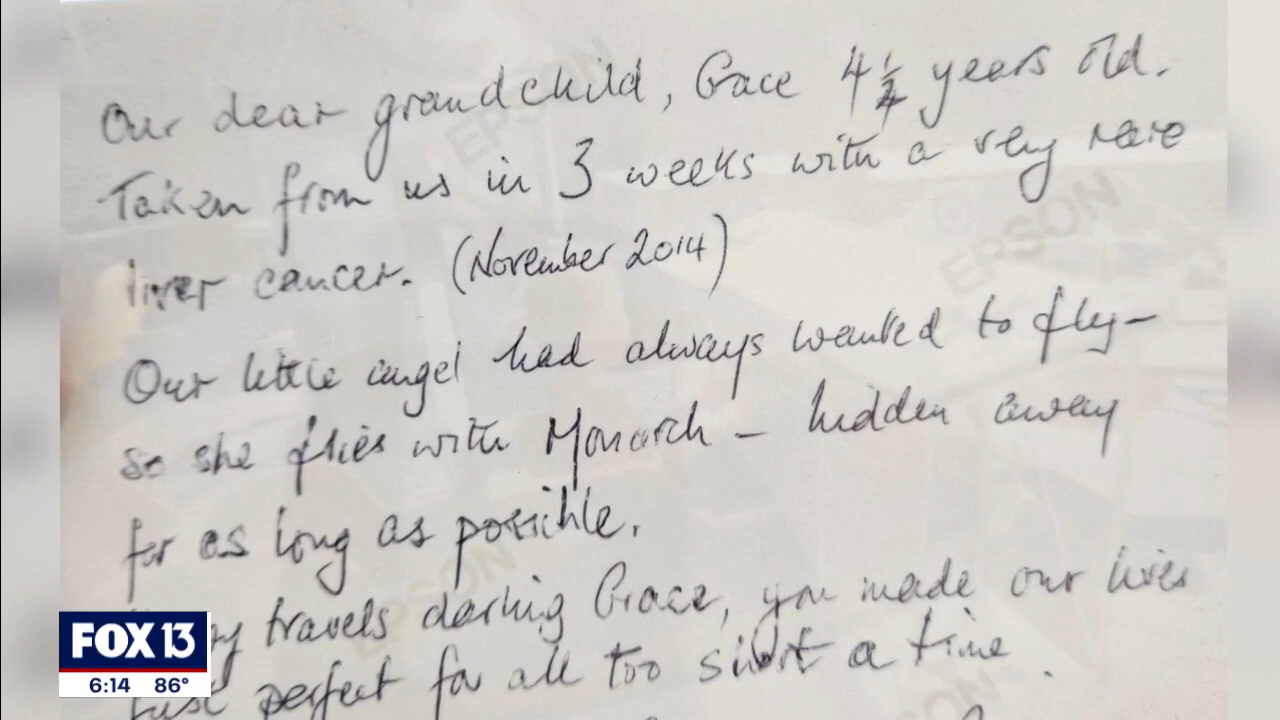 Our dear grandchild, Grace 4¼ years old.
Taken from us in 3 weeks with a very rare
liver cancer. (November 2014)
Our little angel had always wanted to fly-
so she flies with Monarch - hidden away
for as long as possible.
travels darling Grace, you made our lives
perfect for all too short a time.
EPSON
EPSON
EPSON
FOX 13
6:14 86°